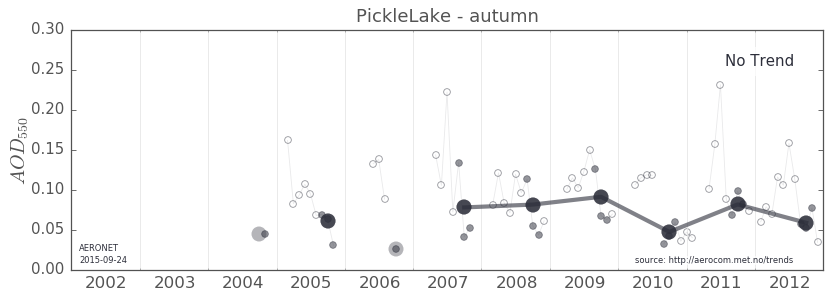 PickleLake - autumn
0.30
0.25
0.20
0.15
0.10
0.05
0.00
AOD550
No Trend
AERONET
2015-09-24
source: http://aerocom.met.no/trends
2002 2003 2004 2005 2006 2007 2008 2009 2010 2011 2012